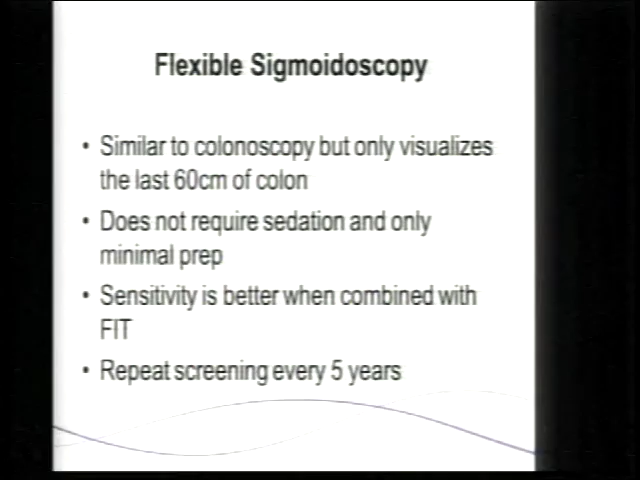 Flexible Sigmoidoscopy
• Similar to colonoscopy but only visualizes
the last 60cm of colon
• Does not require sedation and only
minimal prep
• Sensitivity is better when combined with
FIT
• Repeat screening every 5 years